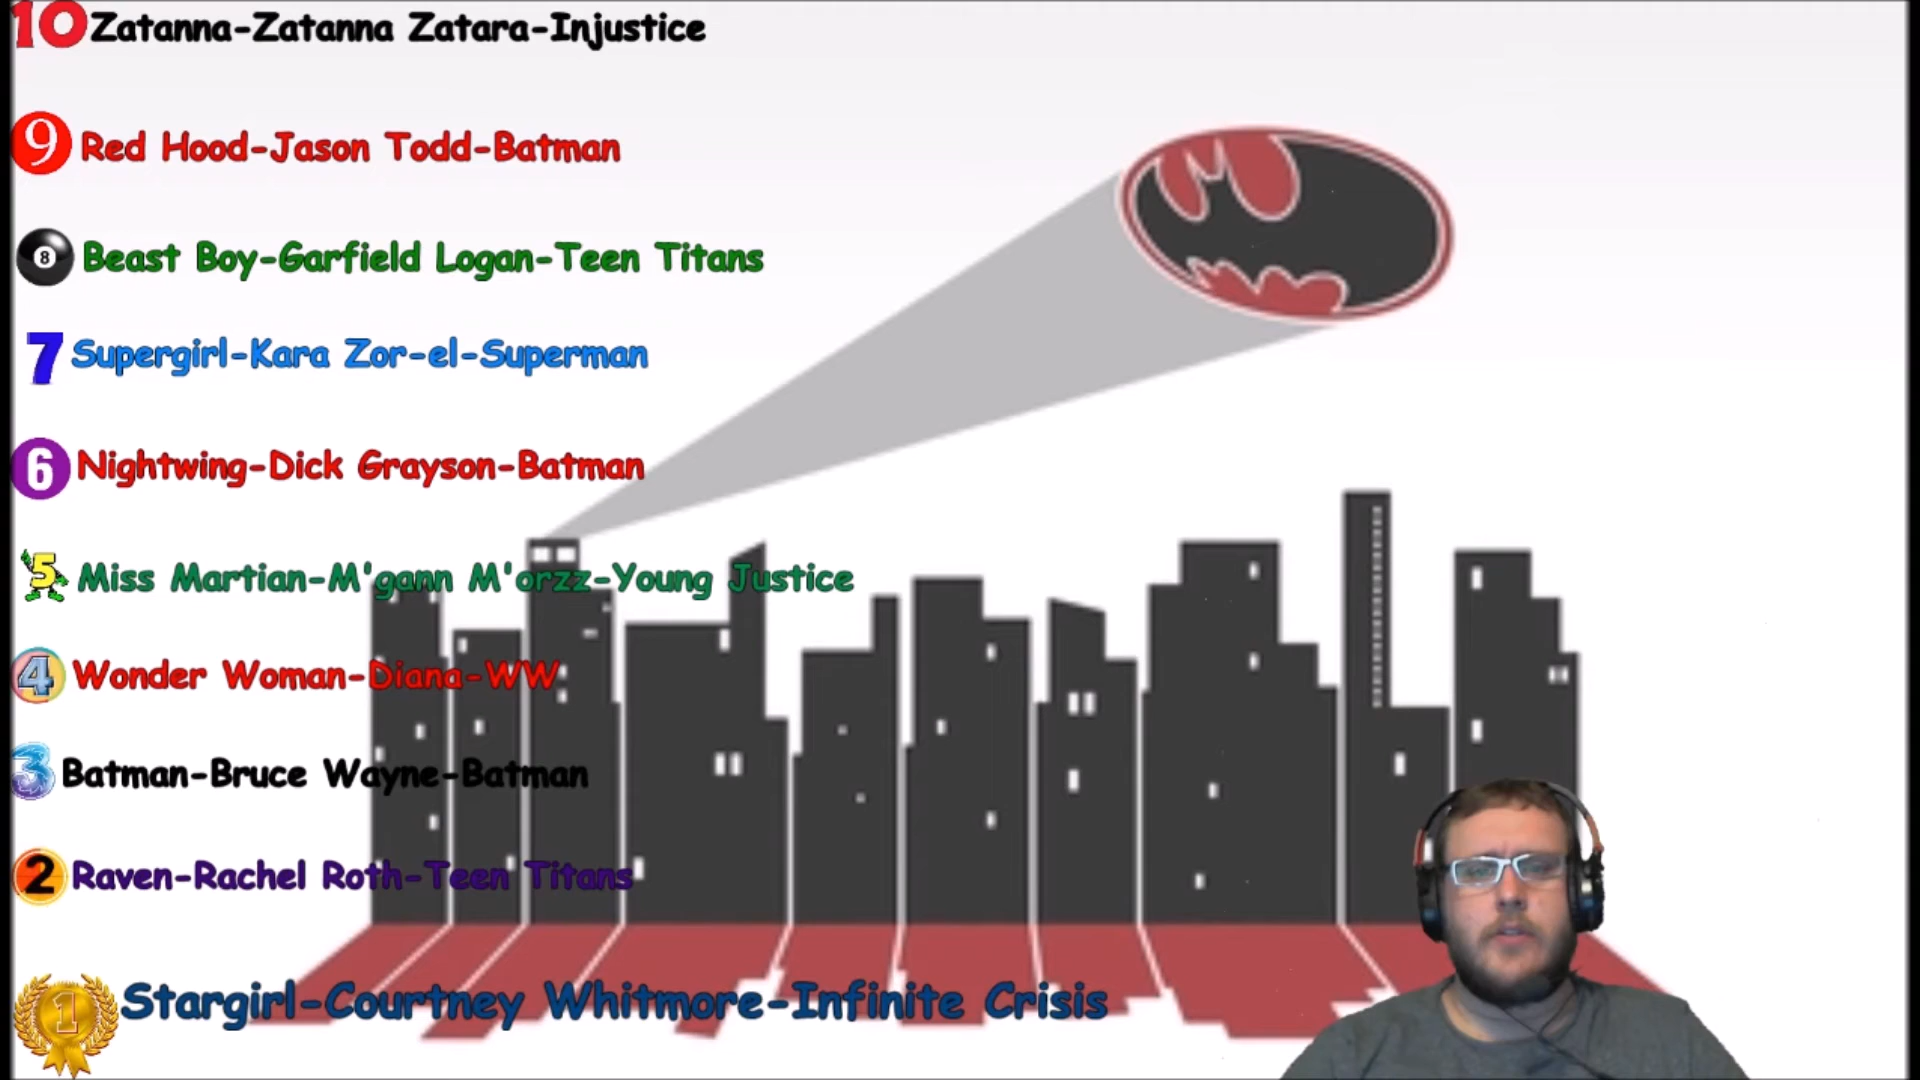 10 Zatanna-Zatanna Zatara-Injustice
9 Red Hood-Jason Todd-Batman
8 Beast Boy-Garfield Logan-Teen Titans
7 Supergirl-Kara Zor-el-Superman
6 Nightwing-Dick Grayson-Batman
5 Miss Martian-M'gann M'orzz-Young Justice
4 Wonder Woman-Diana-WW
3 Batman-Bruce Wayne-Batman
2 Raven-Rachel Roth-Teen Titans
1 Stargirl-Courtney Whitmore-Infinite Crisis